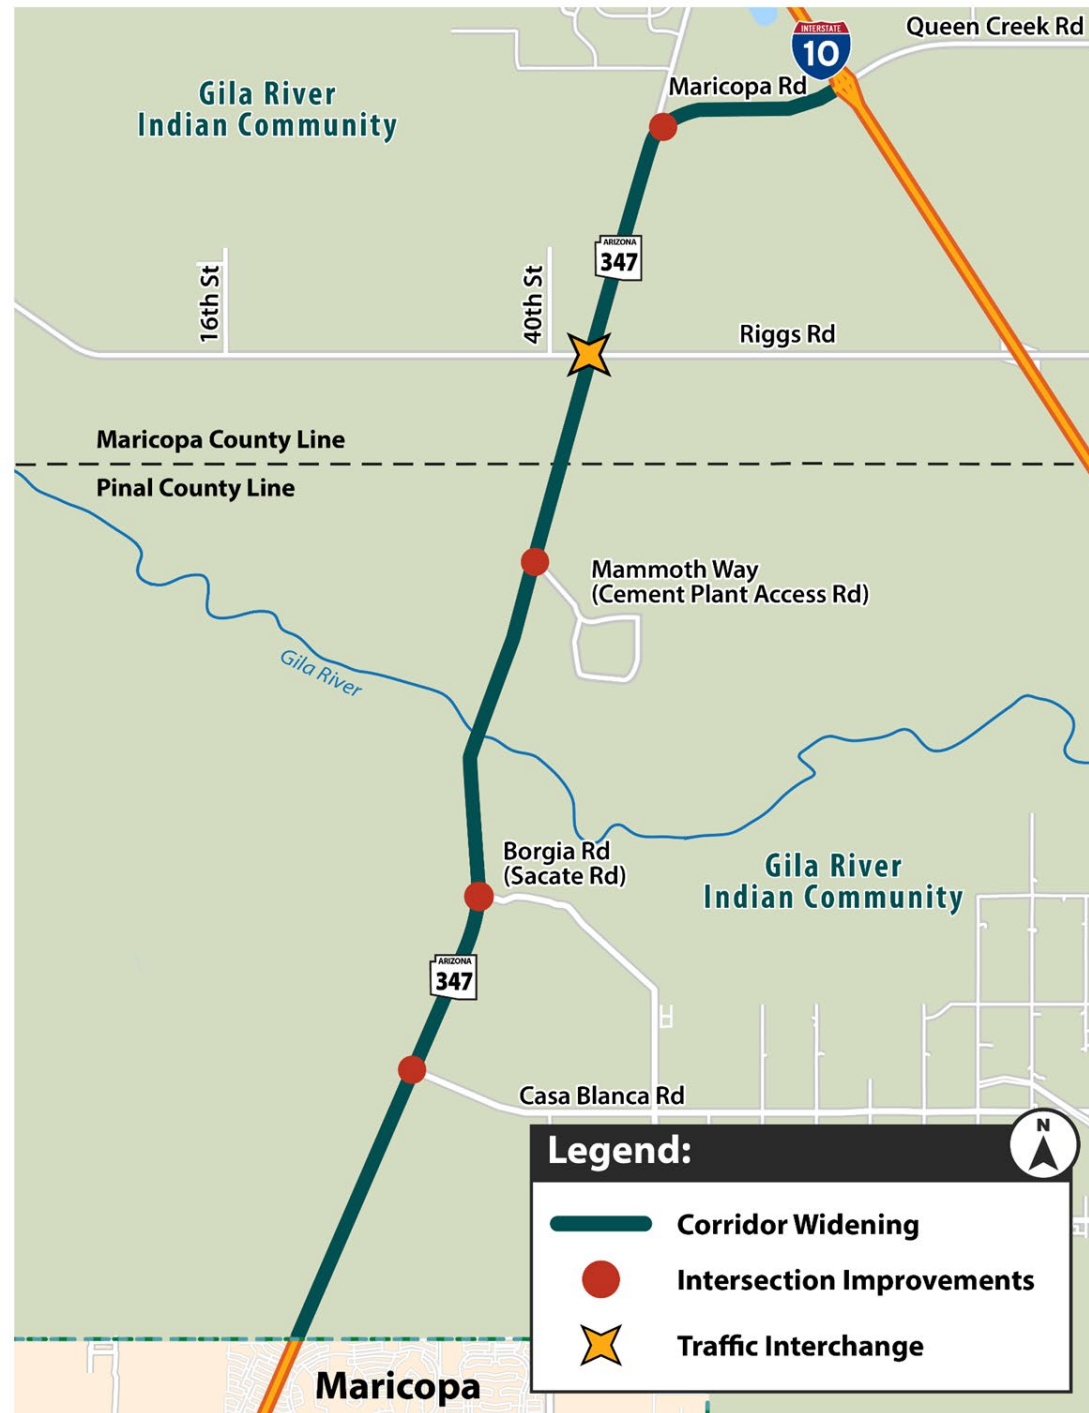 Queen Creek Rd
INTERSTATE
10
Maricopa Rd
Gila River
Indian Community
ARIZONA
347
16th St
40th St
Riggs Rd
Maricopa County Line
Pinal County Line
Mammoth Way
(Cement Plant Access Rd)
Gila River
Borgia Rd
(Sacate Rd)
Gila River
Indian Community
ARIZONA
347
Casa Blanca Rd
N
Legend:
Corridor Widening
Intersection Improvements
Traffic Interchange
Maricopa